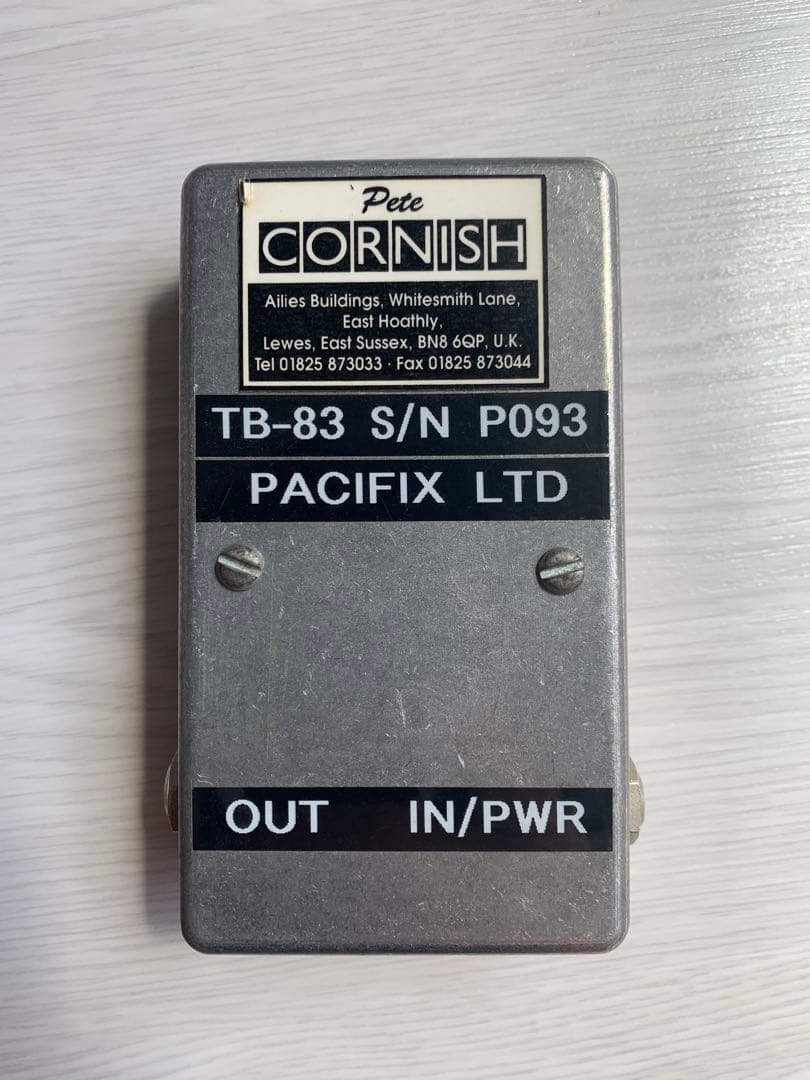 Pete
CORNISH
Ailies Buildings, Whitesmith Lane,
East Hoathly,
Lewes, East Sussex, BN8 6QP, U.K.
Tel 01825 873033 · Fax 01825 873044
TB-83 S/N P093
PACIFIX LTD
OUT IN/PWR